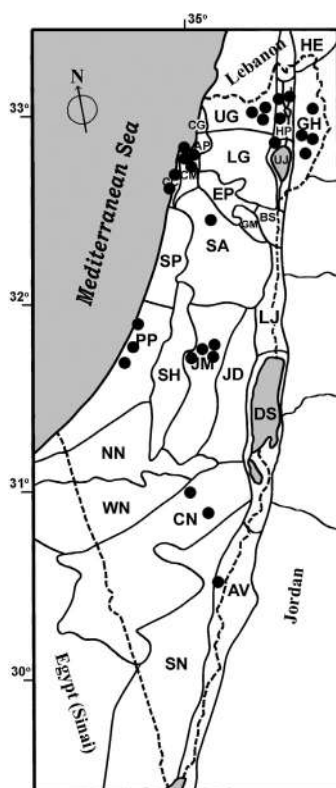 35°
HE
Lebanon
N
33°
UG
CG
HP
GH
AP
LG
UJ
CM
EP
Mediterranean Sea
GM
BS
SA
SP
32°
LJ
PP
JM
SH
JD
DS
NN
31°
WN
CN
AV
Jordan
SN
30°
Egypt (Sinai)